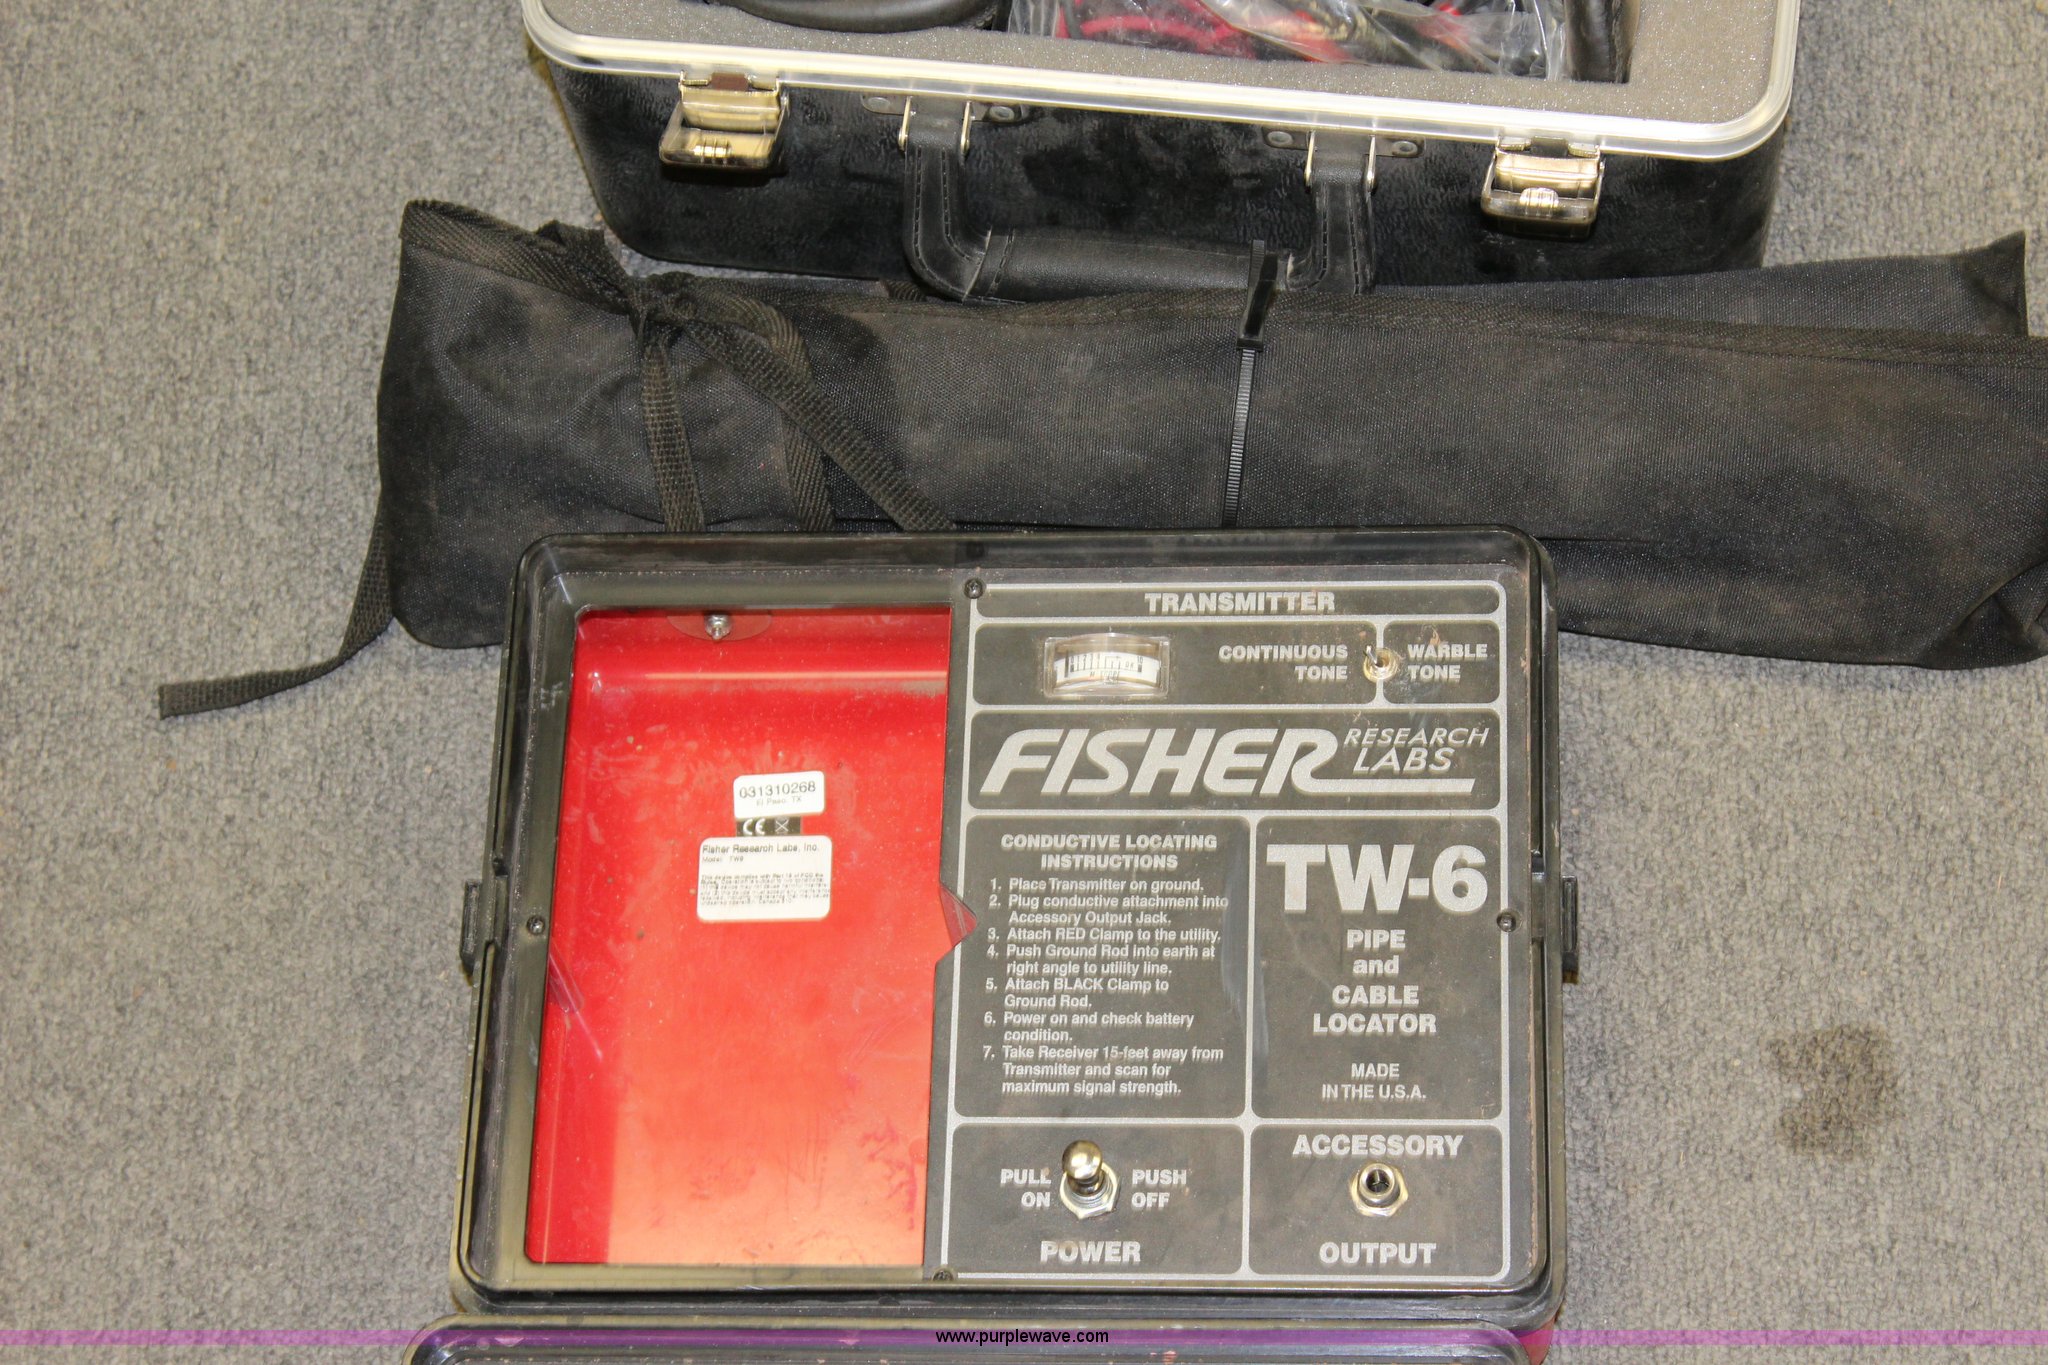 TRANSMITTER
CONTINUOUS
TONE
WARBLE
TONE
OK
FISHER
RESEARCH
LABS
031310268
El Paso, TX
CE
Fisher Research Labs, Inc.
Model:
CONDUCTIVE LOCATING
INSTRUCTIONS
1. Place Transmitter on ground.
2. Plug conductive attachment into
Accessory Output Jack.
3. Attach RED Clamp to the utility.
4. Push Ground Rod into earth at
right angle to utility line.
5. Attach BLACK Clamp to
Ground Rod.
6. Power on and check battery
condition.
7. Take Receiver 15-feet away from
Transmitter and scan for
maximum signal strength.
TW-6
PIPE
and
CABLE
LOCATOR
MADE
IN THE U.S.A.
PULL
ON
PUSH
OFF
POWER
ACCESSORY
OUTPUT
www.purplewave.com